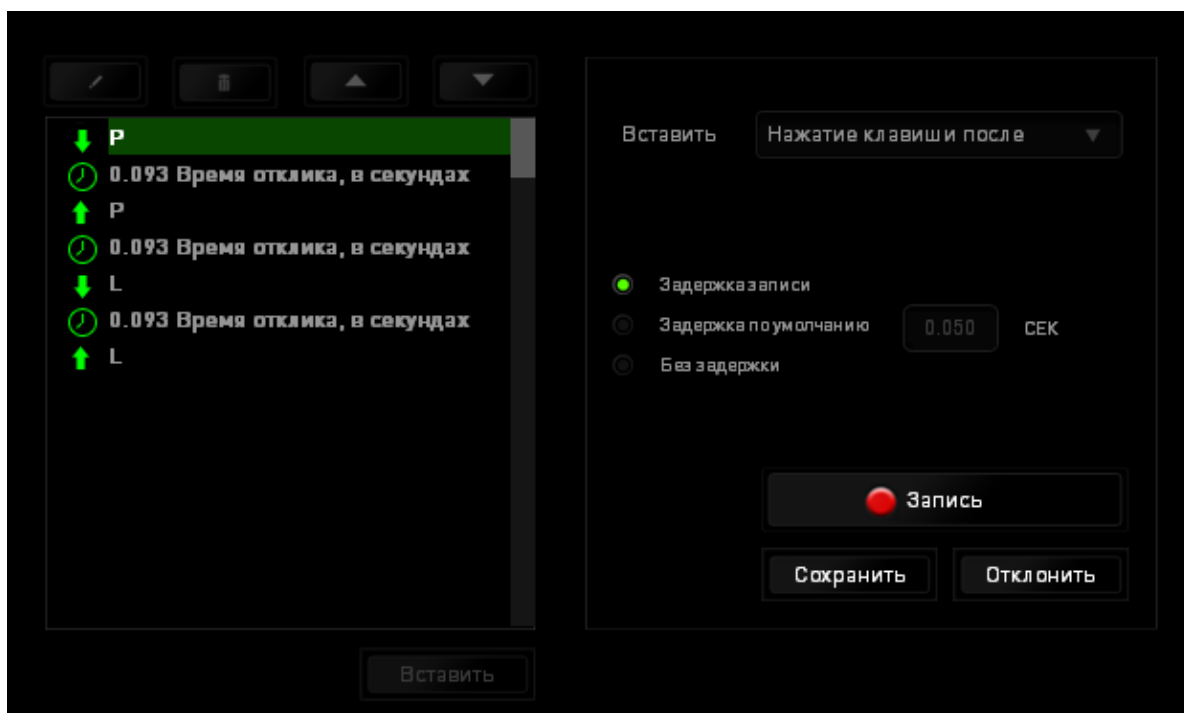 P
0.093 Время отклика, в секундах
P
0.093 Время отклика, в секундах
L
0.093 Время отклика, в секундах
L
Вставить
Вставить Нажатие клавиши после
Задержка записи
Задержка по умолчанию 0.050 СЕК
Без задержки
Запись
Сохранить Отклонить